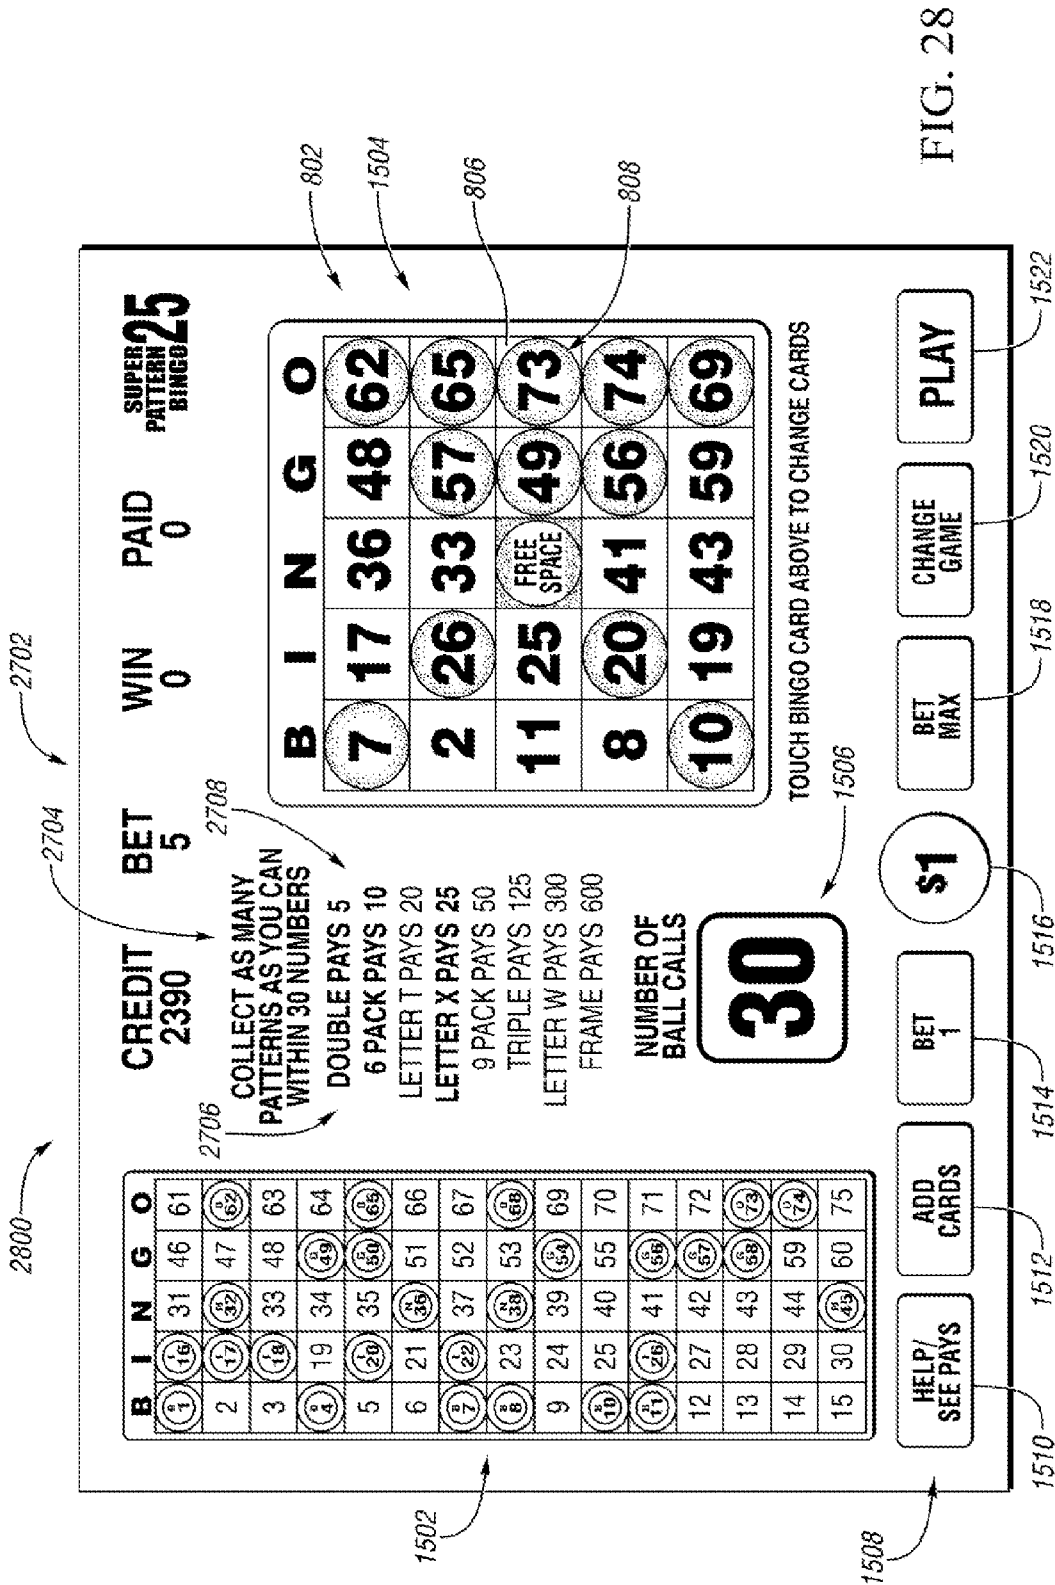 2800
2702
2704
CREDIT
2390
BET
5
WIN
0
PAID
0
SUPER
PATTERN
BINGO 25
B I N G O
1 16 31 46 61
2 17 32 47 62
3 18 33 48 63
4 19 34 49 64
5 20 35 50 65
6 21 36 51 66
7 22 37 52 67
8 23 38 53 68
9 24 39 54 69
10 25 40 55 70
11 26 41 56 71
12 27 42 57 72
13 28 43 58 73
14 29 44 59 74
15 30 45 60 75
1502
COLLECT AS MANY
PATTERNS AS YOU CAN
WITHIN 30 NUMBERS
2706
2708
DOUBLE PAYS 5
6 PACK PAYS 10
LETTER T PAYS 20
LETTER X PAYS 25
9 PACK PAYS 50
TRIPLE PAYS 125
LETTER W PAYS 300
FRAME PAYS 600
NUMBER OF
BALL CALLS
30
1506
B I N G O
7 17 36 48 62
2 26 33 57 65
11 25 FREE SPACE 49 73
8 20 41 56 74
10 19 43 59 69
802
1504
806
808
TOUCH BINGO CARD ABOVE TO CHANGE CARDS
HELP/
SEE PAYS
ADD
CARDS
BET
1
$1
BET
MAX
CHANGE
GAME
PLAY
1508
1510
1512
1514
1516
1518
1520
1522
FIG. 28